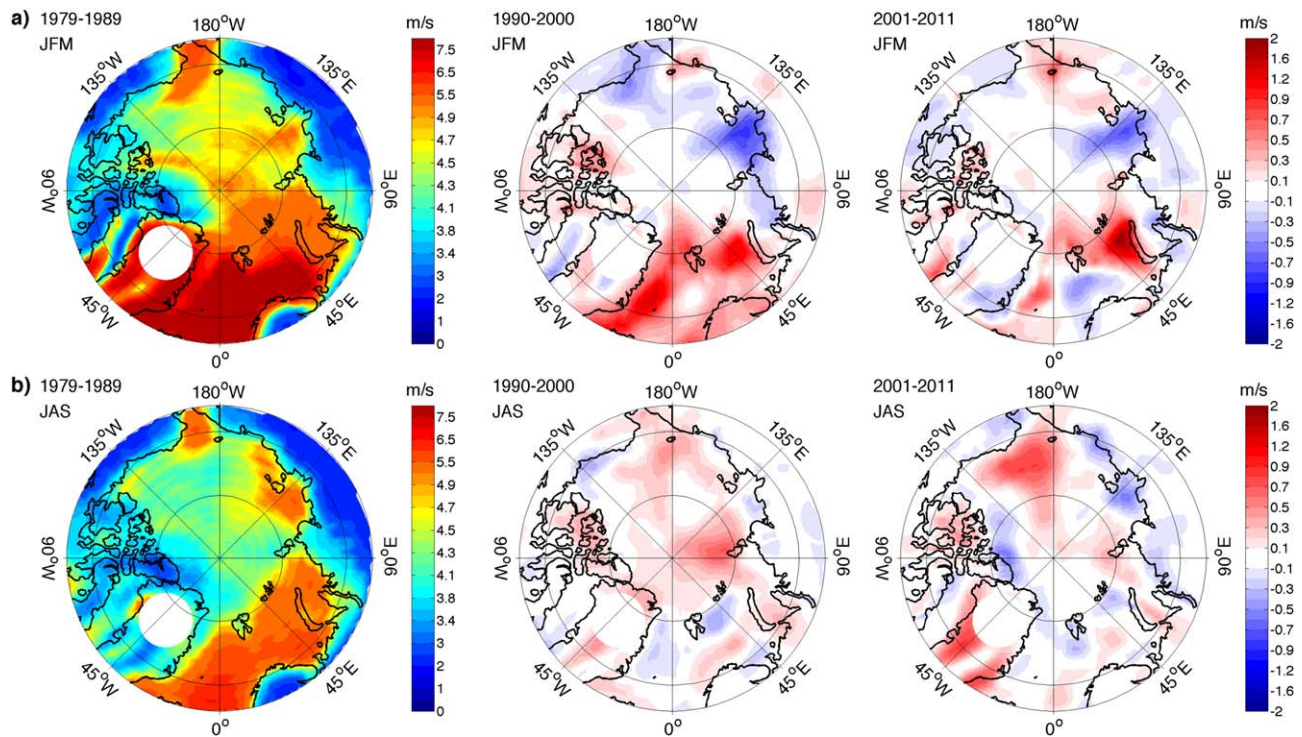 a) 1979-1989
JFM
m/s
180°W
135°W
135°E
90°W
90°E
45°W
45°E
0°
7.5
6.5
5.5
5.1
4.9
4.7
4.5
4.3
4.1
3.8
3.4
3
2
1
0
1990-2000
JFM
180°W
135°W
135°E
90°W
90°E
45°W
45°E
0°
2001-2011
JFM
m/s
180°W
135°W
135°E
90°W
90°E
45°W
45°E
0°
2
1.6
1.2
0.9
0.7
0.5
0.3
0.1
-0.1
-0.3
-0.5
-0.7
-0.9
-1.2
-1.6
-2
b) 1979-1989
JAS
m/s
180°W
135°W
135°E
90°W
90°E
45°W
45°E
0°
7.5
6.5
5.5
5.1
4.9
4.7
4.5
4.3
4.1
3.8
3.4
3
2
1
0
1990-2000
JAS
180°W
135°W
135°E
90°W
90°E
45°W
45°E
0°
2001-2011
JAS
m/s
180°W
135°W
135°E
90°W
90°E
45°W
45°E
0°
2
1.6
1.2
0.9
0.7
0.5
0.3
0.1
-0.1
-0.3
-0.5
-0.7
-0.9
-1.2
-1.6
-2